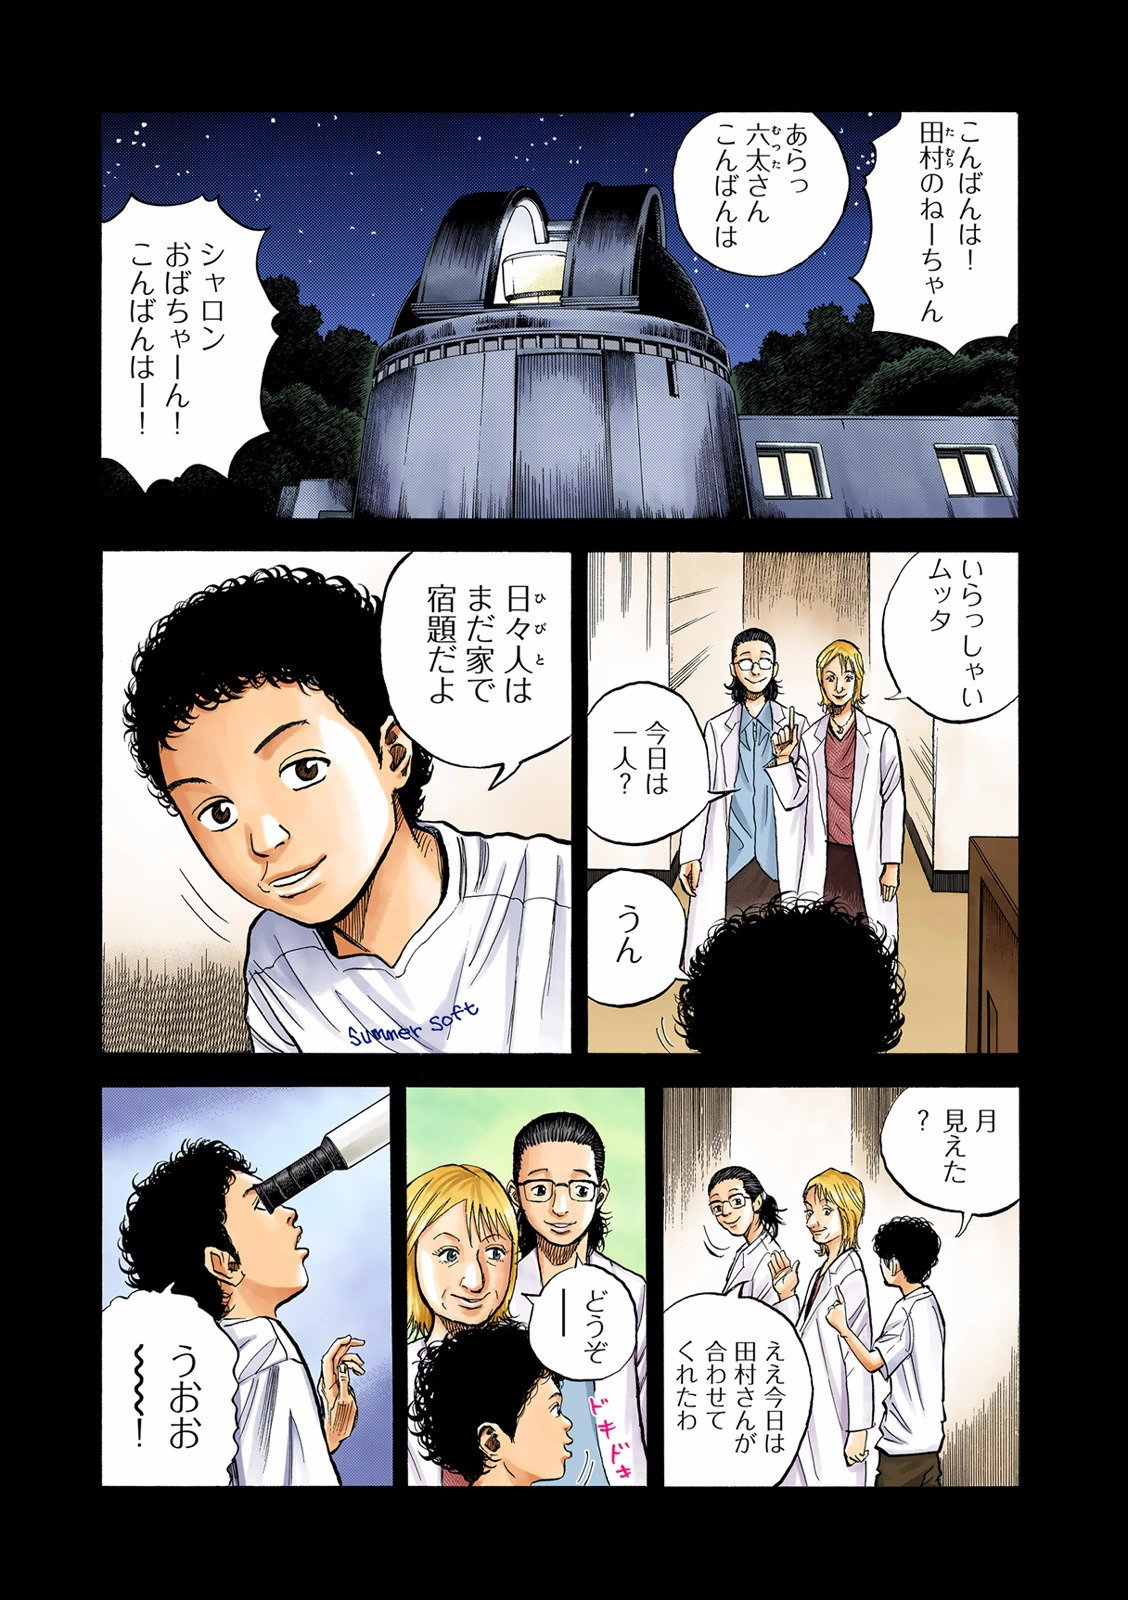 こんばんは！
田村のねーちゃん
あらっ
六太さん
こんばんは
シャロン
おばちゃーん！
こんばんはー！
いらっしゃい
ムッタ
今日は
一人？
うん
日々人は
まだ家で
宿題だよ
Summer soft
月
見えた
？
ええ今日は
田村さんが
合わせて
くれたわ
どうぞ
ー
ドキドキ
うおお
〜〜〜！